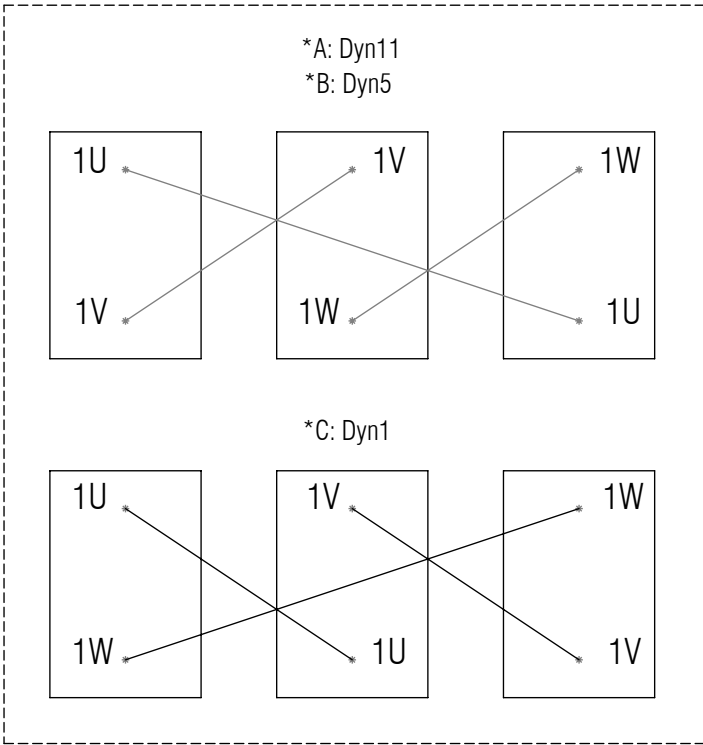 *A: Dyn11
*B: Dyn5
1U 1V 1W
1V 1W 1U
*C: Dyn1
1U 1V 1W
1W 1U 1V